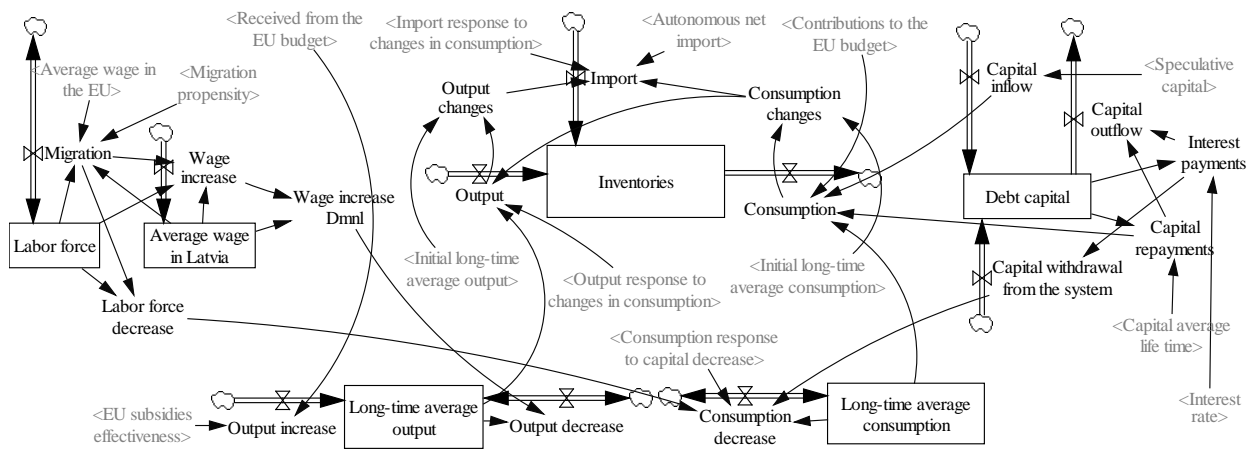 <Received from the
EU budget>
<Import response to
changes in consumption>
<Autonomous net
import>
<Contributions to the
EU budget>
<Average wage in
the EU>
<Migration
propensity>
Import
Output
changes
Consumption
changes
Capital
inflow
<Speculative
capital>
Capital
outflow
Migration
Wage
increase
Interest
payments
Inventories
Output
Consumption
Debt capital
Wage increase
Dmnl
Labor force
Average wage
in Latvia
Capital
repayments
<Initial long-time
average output>
<Output response to
changes in consumption>
<Initial long-time
average consumption>
Capital withdrawal
from the system
Labor force
decrease
<Capital average
life time>
<Consumption response
to capital decrease>
<Interest
rate>
<EU subsidies
effectiveness>
Output increase
Long-time average
output
Output decrease
Consumption
decrease
Long-time average
consumption